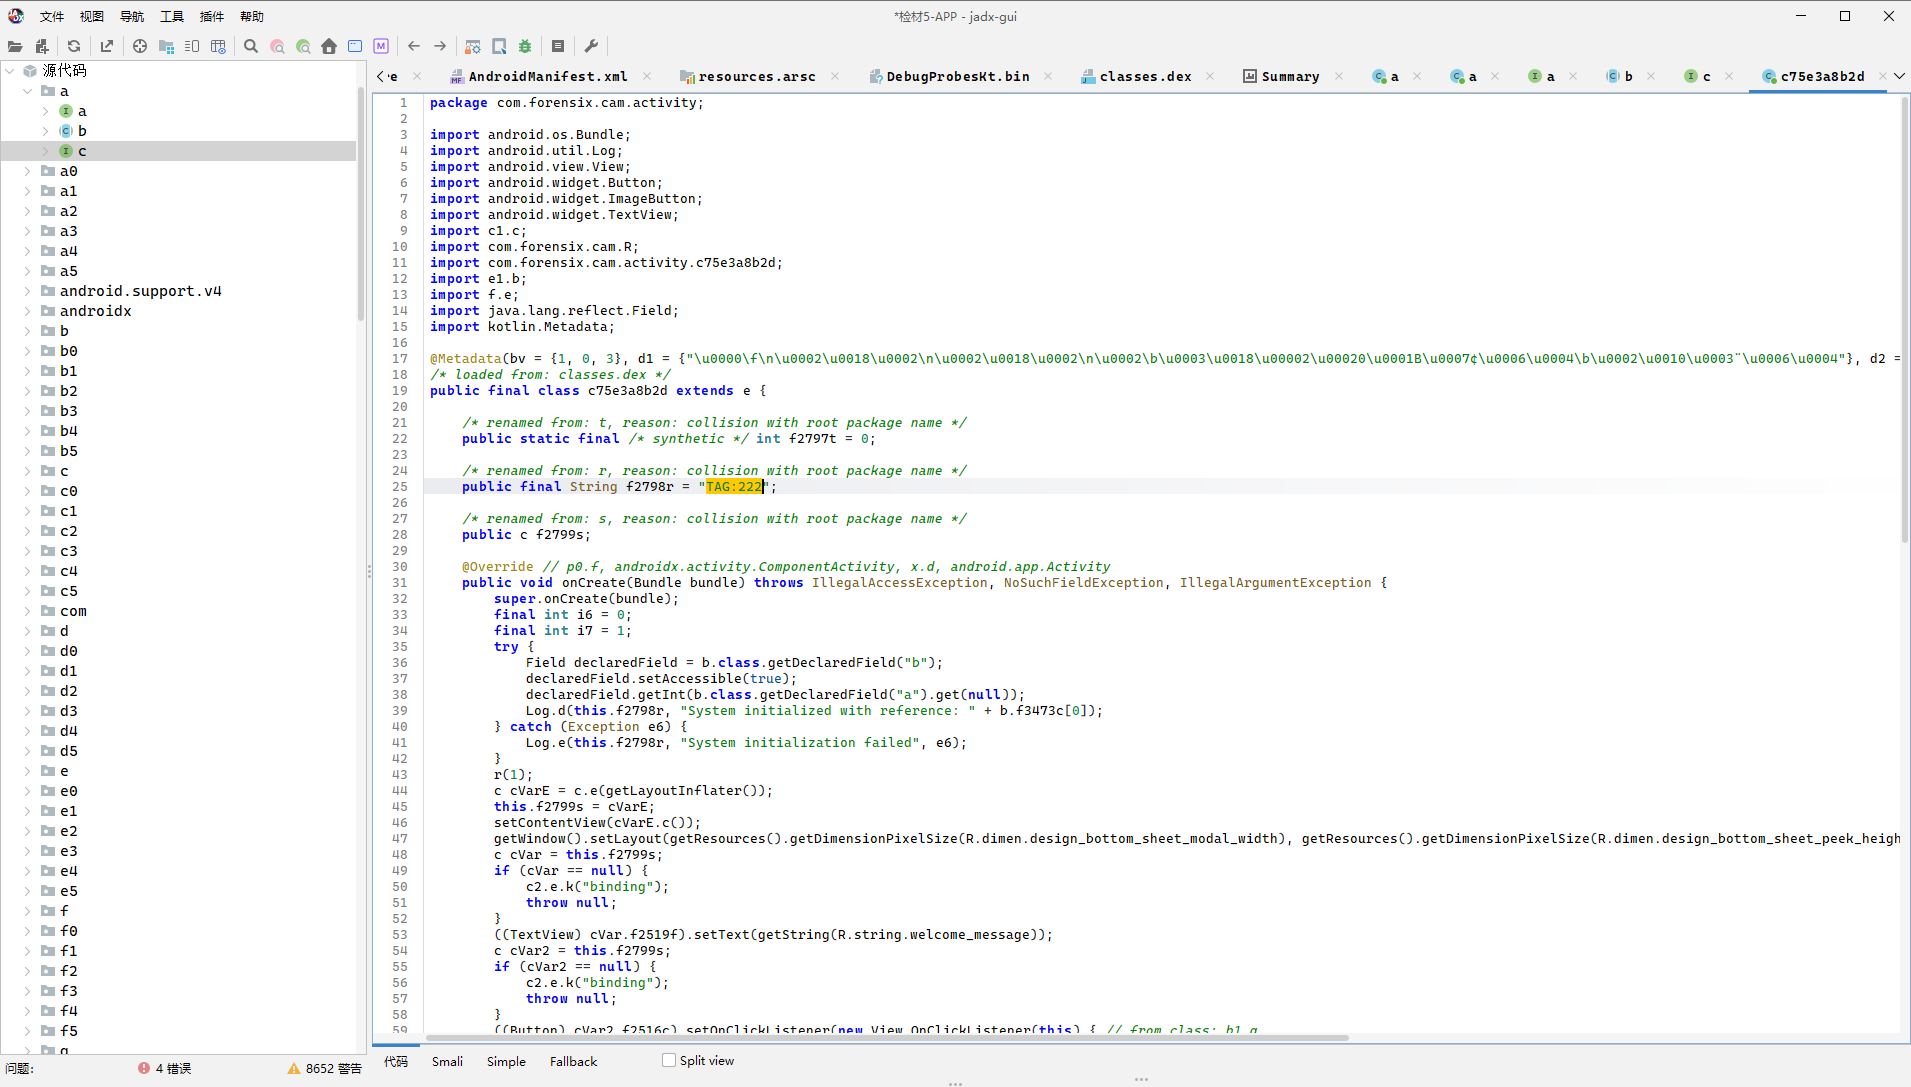 文件 视图 导航 工具 插件 帮助
*检材5-APP - jadx-gui
源代码
a
a
b
c
a0
a1
a2
a3
a4
a5
android.support.v4
androidx
b
b0
b1
b2
b3
b4
b5
c
c0
c1
c2
c3
c4
c5
com
d
d0
d1
d2
d3
d4
d5
e
e0
e1
e2
e3
e4
e5
f
f0
f1
f2
f3
f4
f5
问题: 4 错误 8652 警告
e AndroidManifest.xml resources.arsc DebugProbesKt.bin classes.dex Summary a a a b c c75e3a8b2d
1 package com.forensix.cam.activity;
2
3 import android.os.Bundle;
4 import android.util.Log;
5 import android.view.View;
6 import android.widget.Button;
7 import android.widget.ImageButton;
8 import android.widget.TextView;
9 import c1.c;
10 import com.forensix.cam.R;
11 import com.forensix.cam.activity.c75e3a8b2d;
12 import e1.b;
13 import f.e;
14 import java.lang.reflect.Field;
15 import kotlin.Metadata;
16
17 @Metadata(bv = {1, 0, 3}, d1 = {"\u0000\f\n\u0002\u0018\u0002\n\u0002\u0018\u0002\n\u0002\b\u0003\u0018\u00002\u00020\u0001B\u0007¢\u0006\u0004\b\u0002\u0010\u0003¨\u0006\u0004"}, d2 =
18 /* loaded from: classes.dex */
19 public final class c75e3a8b2d extends e {
20
21 /* renamed from: t, reason: collision with root package name */
22 public static final /* synthetic */ int f2797t = 0;
23
24 /* renamed from: r, reason: collision with root package name */
25 public final String f2798r = "TAG:222";
26
27 /* renamed from: s, reason: collision with root package name */
28 public c f2799s;
29
30 @Override // p0.f, androidx.activity.ComponentActivity, x.d, android.app.Activity
31 public void onCreate(Bundle bundle) throws IllegalAccessException, NoSuchFieldException, IllegalArgumentException {
32 super.onCreate(bundle);
33 final int i6 = 0;
34 final int i7 = 1;
35 try {
36 Field declaredField = b.class.getDeclaredField("b");
37 declaredField.setAccessible(true);
38 declaredField.getInt(b.class.getDeclaredField("a").get(null));
39 Log.d(this.f2798r, "System initialized with reference: " + b.f3473c[0]);
40 } catch (Exception e6) {
41 Log.e(this.f2798r, "System initialization failed", e6);
42 }
43 r(1);
44 c cVarE = c.e(getLayoutInflater());
45 this.f2799s = cVarE;
46 setContentView(cVarE.c());
47 getWindow().setLayout(getResources().getDimensionPixelSize(R.dimen.design_bottom_sheet_modal_width), getResources().getDimensionPixelSize(R.dimen.design_bottom_sheet_peek_heigh
48 c cVar = this.f2799s;
49 if (cVar == null) {
50 c2.e.k("binding");
51 throw null;
52 }
53 ((TextView) cVar.f2519f).setText(getString(R.string.welcome_message));
54 c cVar2 = this.f2799s;
55 if (cVar2 == null) {
56 c2.e.k("binding");
57 throw null;
58 }
59 ((Button) cVar2.f2516c).setOnClickListener(new View.OnClickListener(this) { // from class: b1.g
代码 Smali Simple Fallback Split view